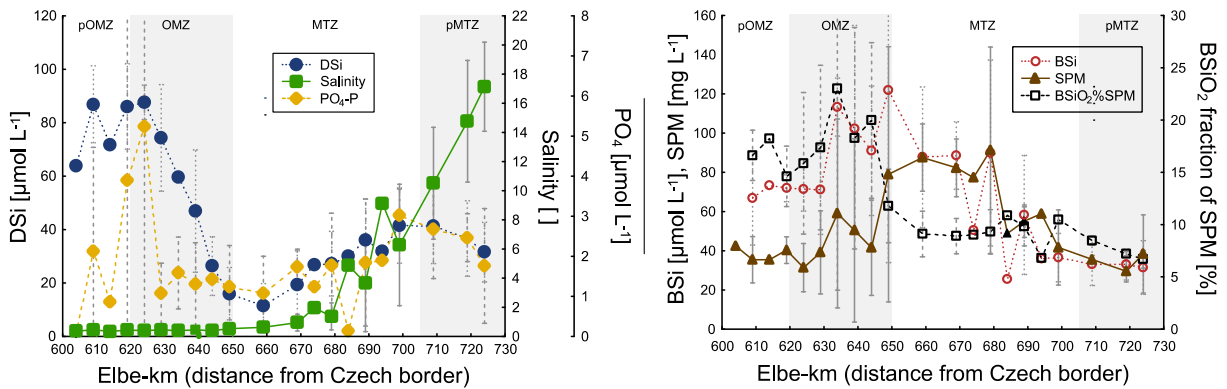 pOMZ OMZ MTZ pMTZ
DSi
Salinity
PO₄-P
DSi [µmol L⁻¹]
0 20 40 60 80 100 120
Salinity [ ]
0 2 4 6 8 10 12 14 16 18 20 22
PO₄ [µmol L⁻¹]
0 1 2 3 4 5 6 7 8
600 610 620 630 640 650 660 670 680 690 700 710 720 730
Elbe-km (distance from Czech border)
pOMZ OMZ MTZ pMTZ
BSi
SPM
BSiO₂%SPM
BSi [µmol L⁻¹], SPM [mg L⁻¹]
0 20 40 60 80 100 120 140 160
BSiO₂ fraction of SPM [%]
0 5 10 15 20 25 30
600 610 620 630 640 650 660 670 680 690 700 710 720 730
Elbe-km (distance from Czech border)